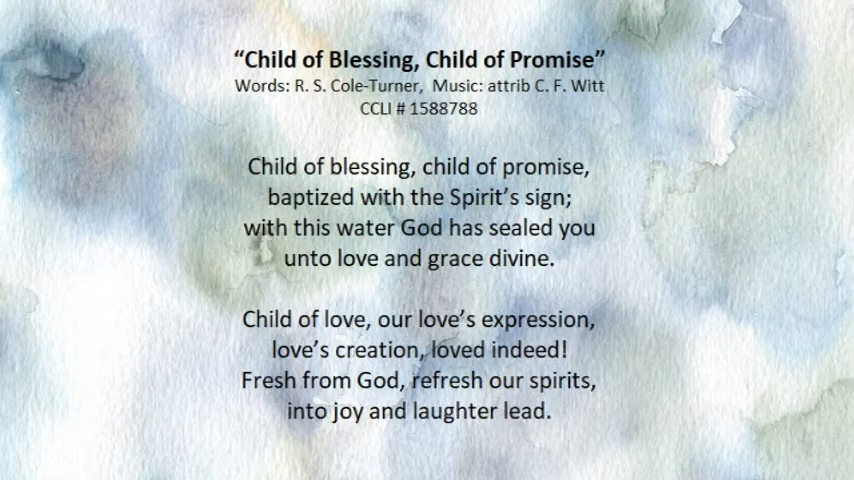 “Child of Blessing, Child of Promise”
Words: R. S. Cole-Turner,  Music: attrib C. F. Witt
CCLI # 1588788
Child of blessing, child of promise,
baptized with the Spirit’s sign;
with this water God has sealed you
unto love and grace divine.
Child of love, our love’s expression,
love’s creation, loved indeed!
Fresh from God, refresh our spirits,
into joy and laughter lead.